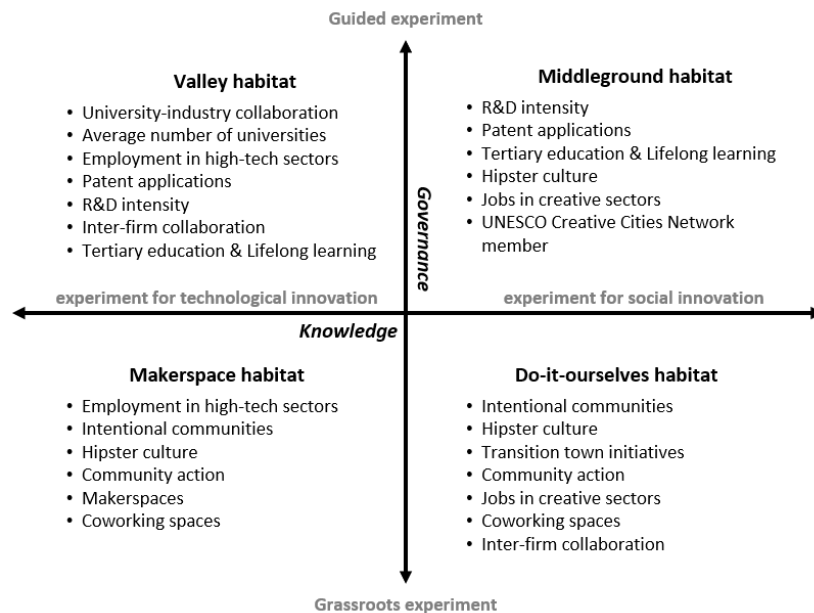 Guided experiment
Valley habitat
• University-industry collaboration
• Average number of universities
• Employment in high-tech sectors
• Patent applications
• R&D intensity
• Inter-firm collaboration
• Tertiary education & Lifelong learning
Middleground habitat
• R&D intensity
• Patent applications
• Tertiary education & Lifelong learning
• Hipster culture
• Jobs in creative sectors
• UNESCO Creative Cities Network
member
Governance
experiment for technological innovation
experiment for social innovation
Knowledge
Makerspace habitat
• Employment in high-tech sectors
• Intentional communities
• Hipster culture
• Community action
• Makerspaces
• Coworking spaces
Do-it-ourselves habitat
• Intentional communities
• Hipster culture
• Transition town initiatives
• Community action
• Jobs in creative sectors
• Coworking spaces
• Inter-firm collaboration
Grassroots experiment